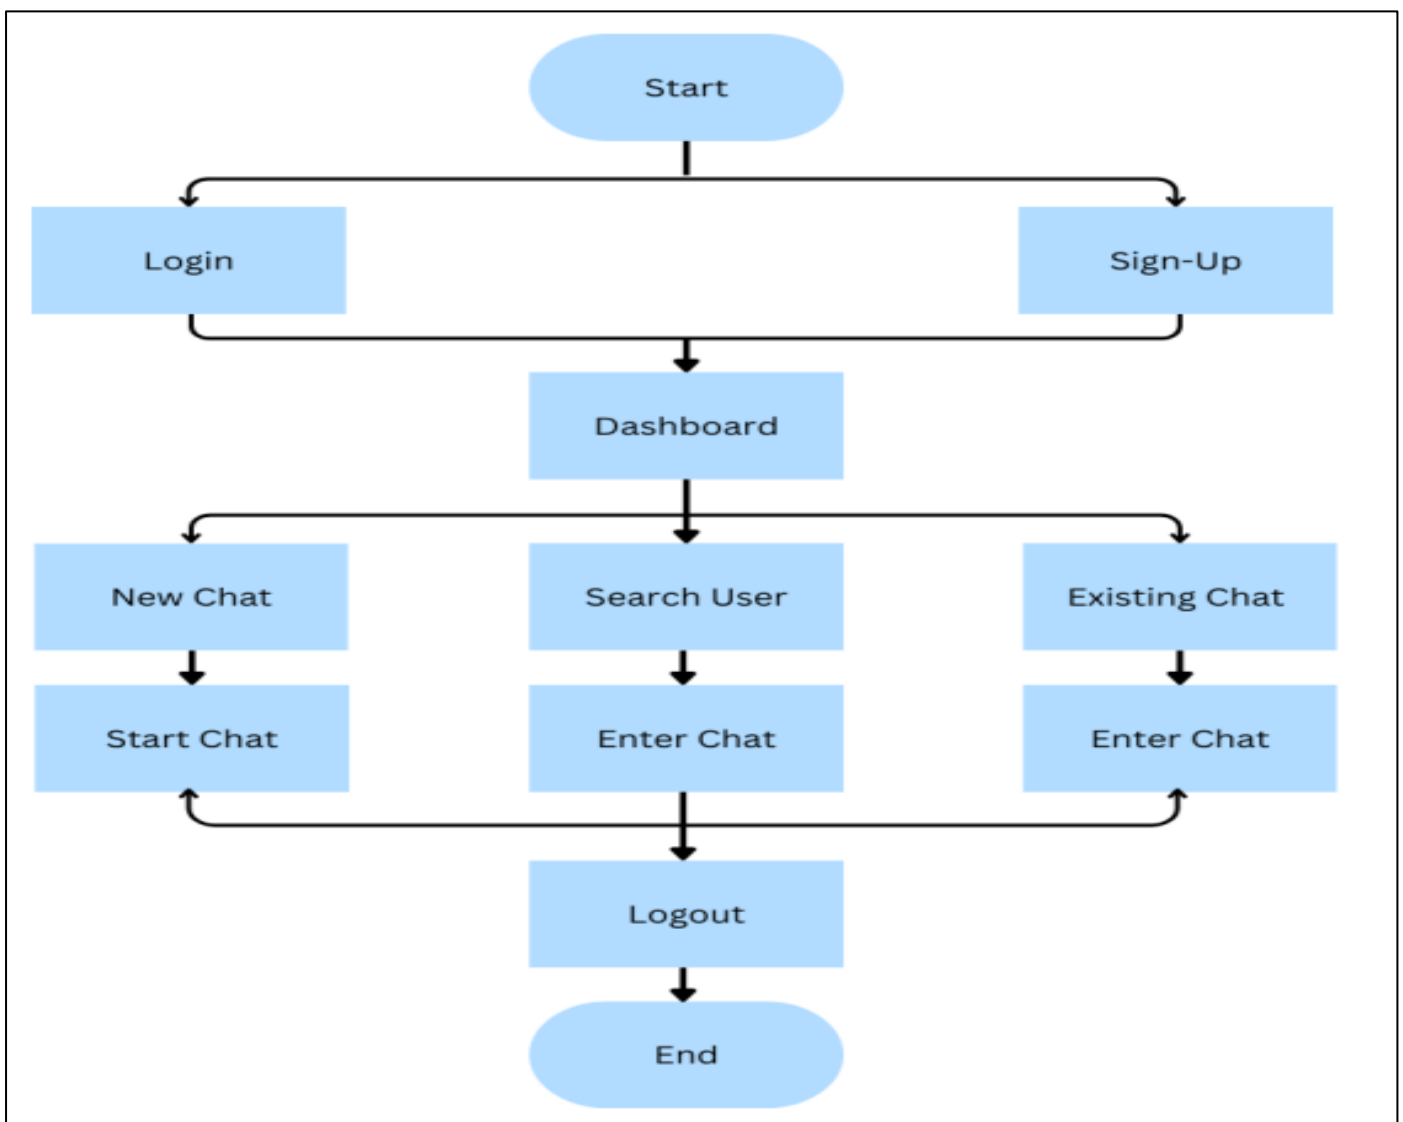 Start
Login
Sign-Up
Dashboard
New Chat
Search User
Existing Chat
Start Chat
Enter Chat
Enter Chat
Logout
End